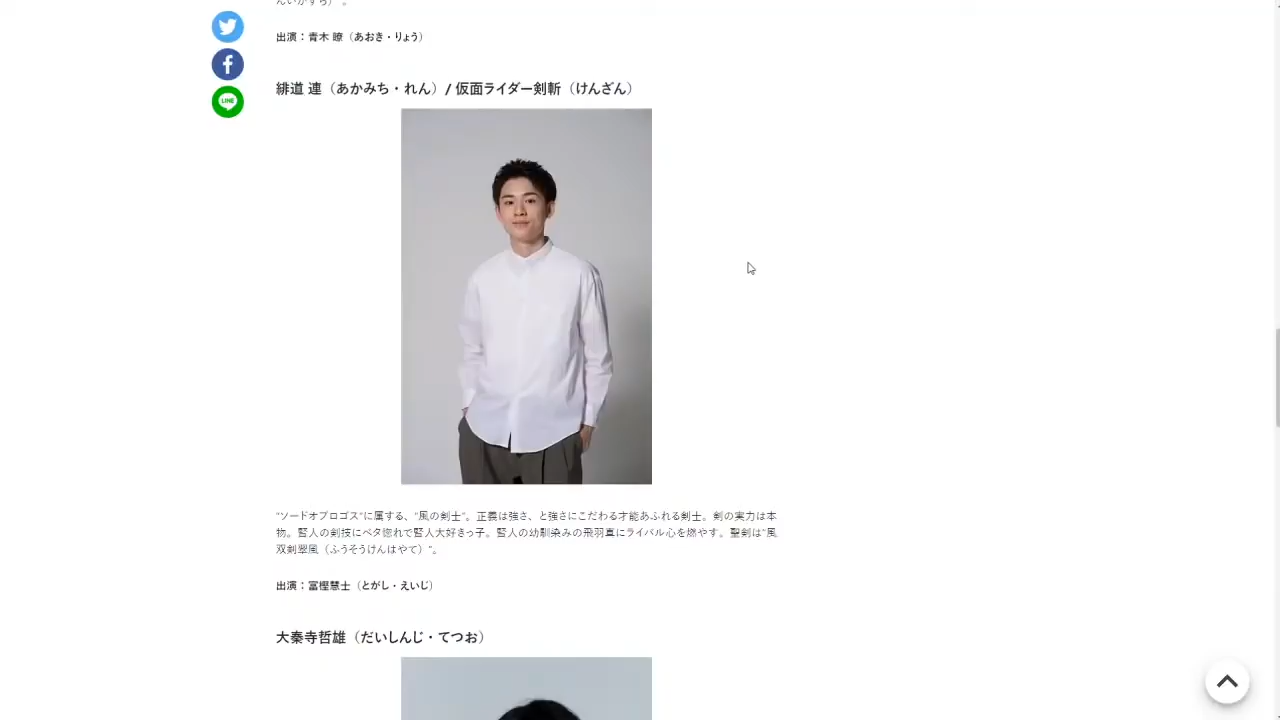 出演：青木 瞭（あおき・りょう）
緋道 連（あかみち・れん）/ 仮面ライダー剣斬（けんざん）
LINE
"ソードオブロゴス"に属する、"風の剣士"。正義は強さ、と強さにこだわる才能あふれる剣士。剣の実力は本
物。賢人の剣技にベタ惚れで賢人大好きっ子。賢人の幼馴染みの飛羽真にライバル心を燃やす。聖剣は"風
双剣翠風（ふうそうけんはやて）"。
出演：富樫慧士（とがし・えいじ）
大秦寺哲雄（だいしんじ・てつお）